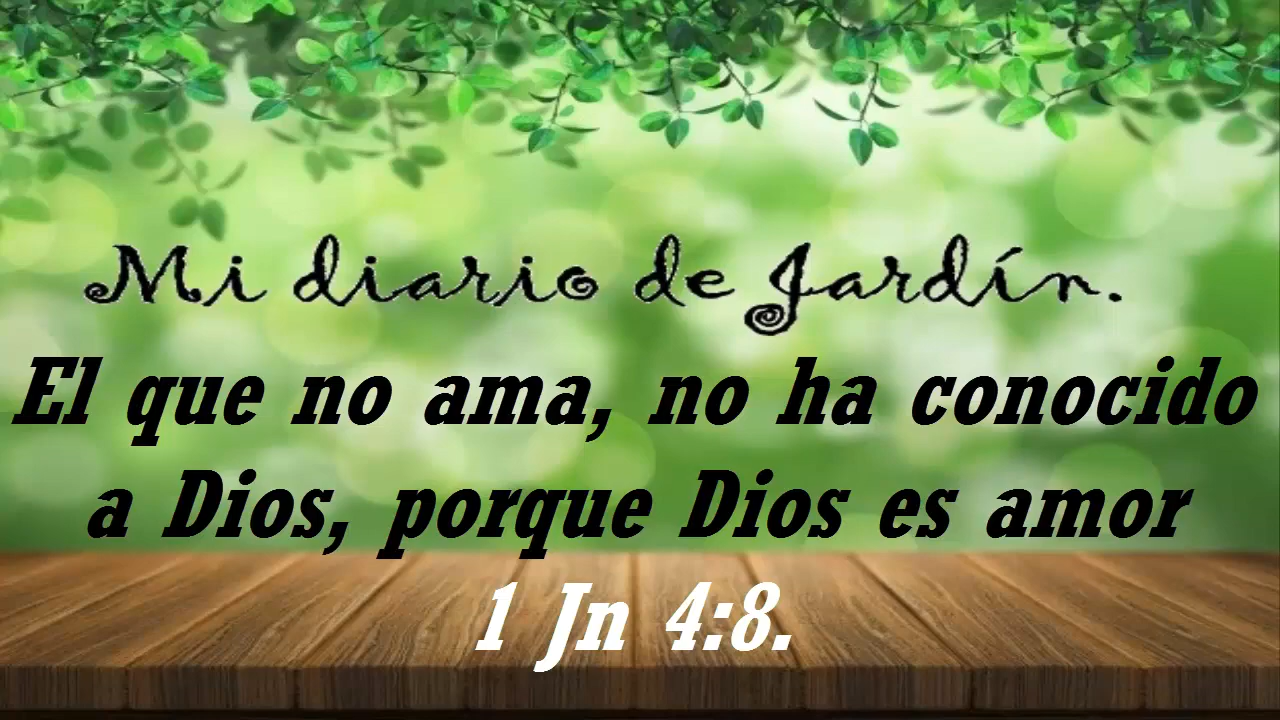 Mi diario de Jardín.
El que no ama, no ha conocido
a Dios, porque Dios es amor
1 Jn 4:8.